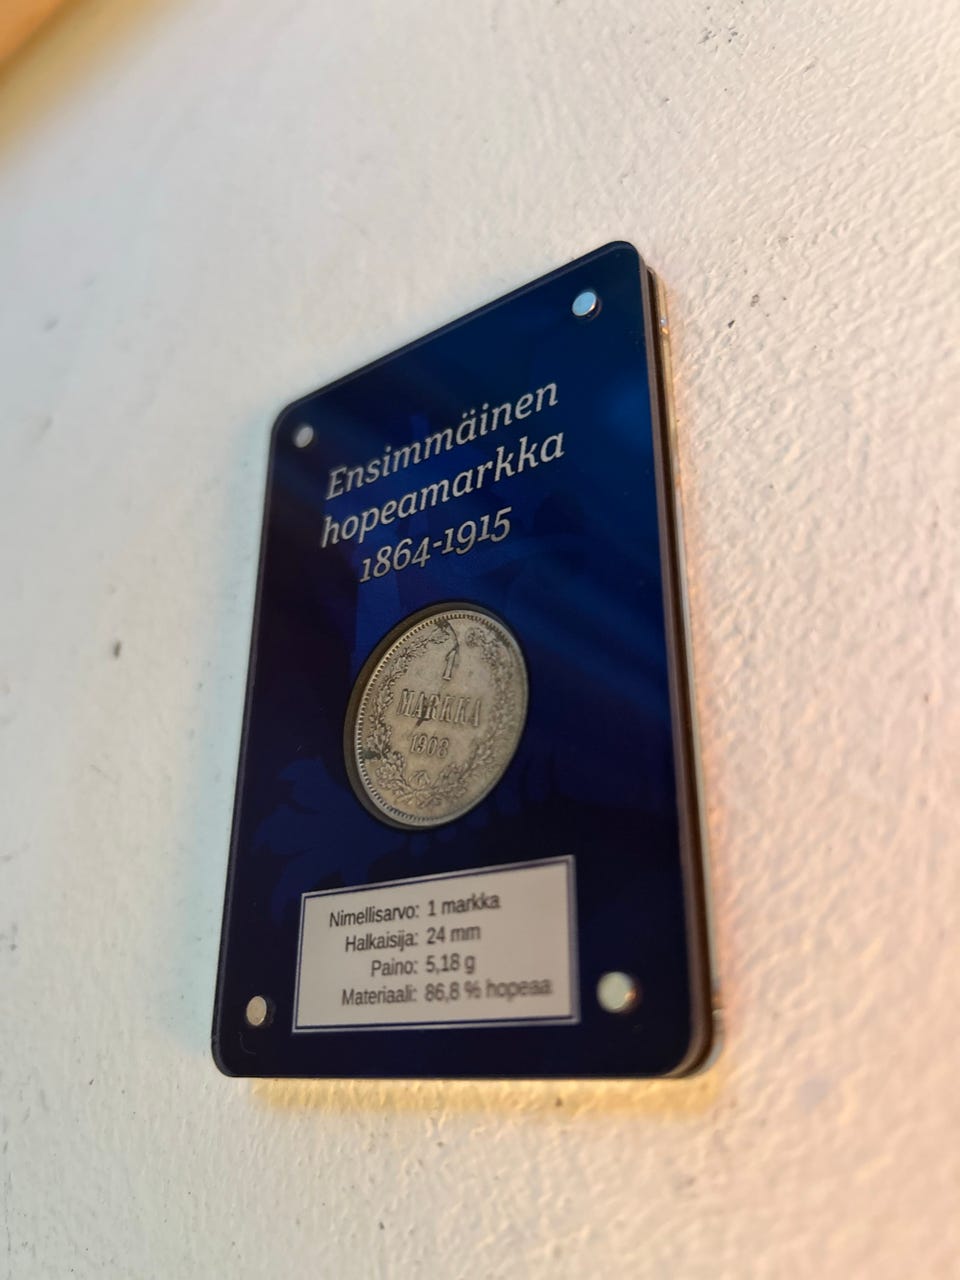 Ensimmäinen
hopeamarkka
1864-1915
1
MARKKA
1908
Nimellisarvo: 1 markka
Halkaisija: 24 mm
Paino: 5,18 g
Materiaali: 86,8 % hopeaa